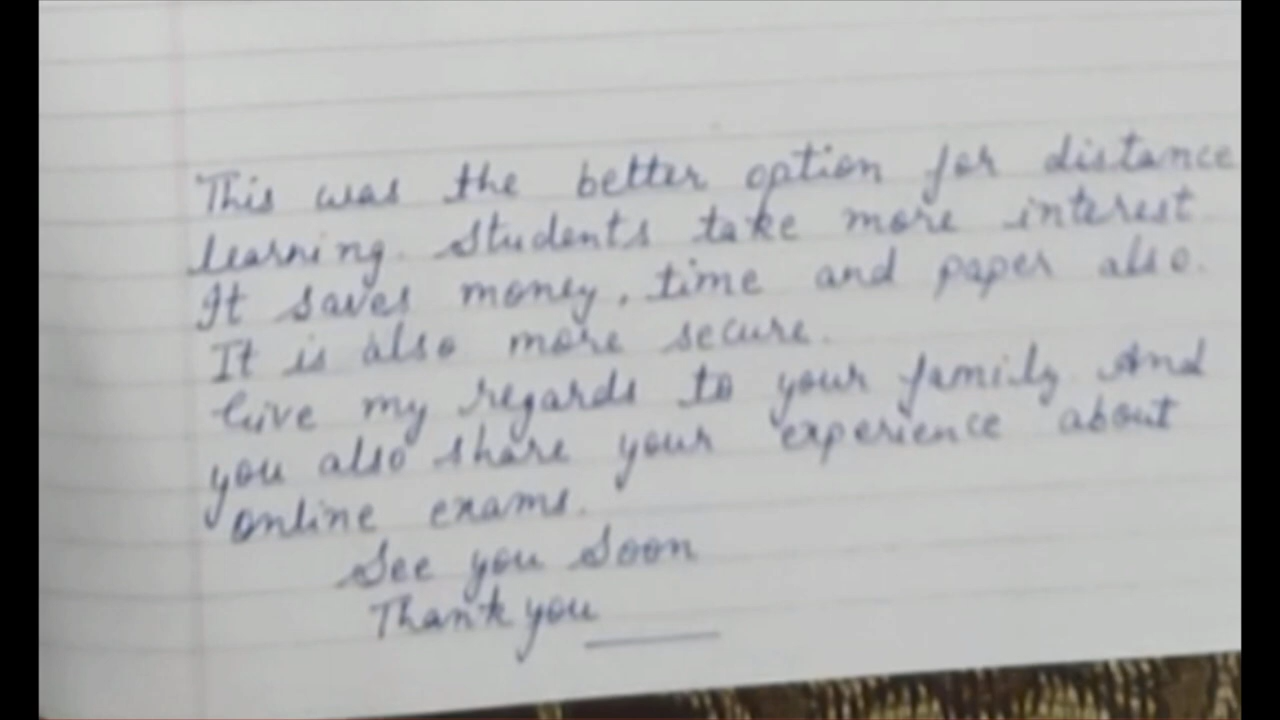 This was the better option for distance
learning. Students take more interest
It saves money, time and paper also.
It is also more secure.
Give my regards to your family. And
you also share your experience about
online exams.
See you Soon
Thank you